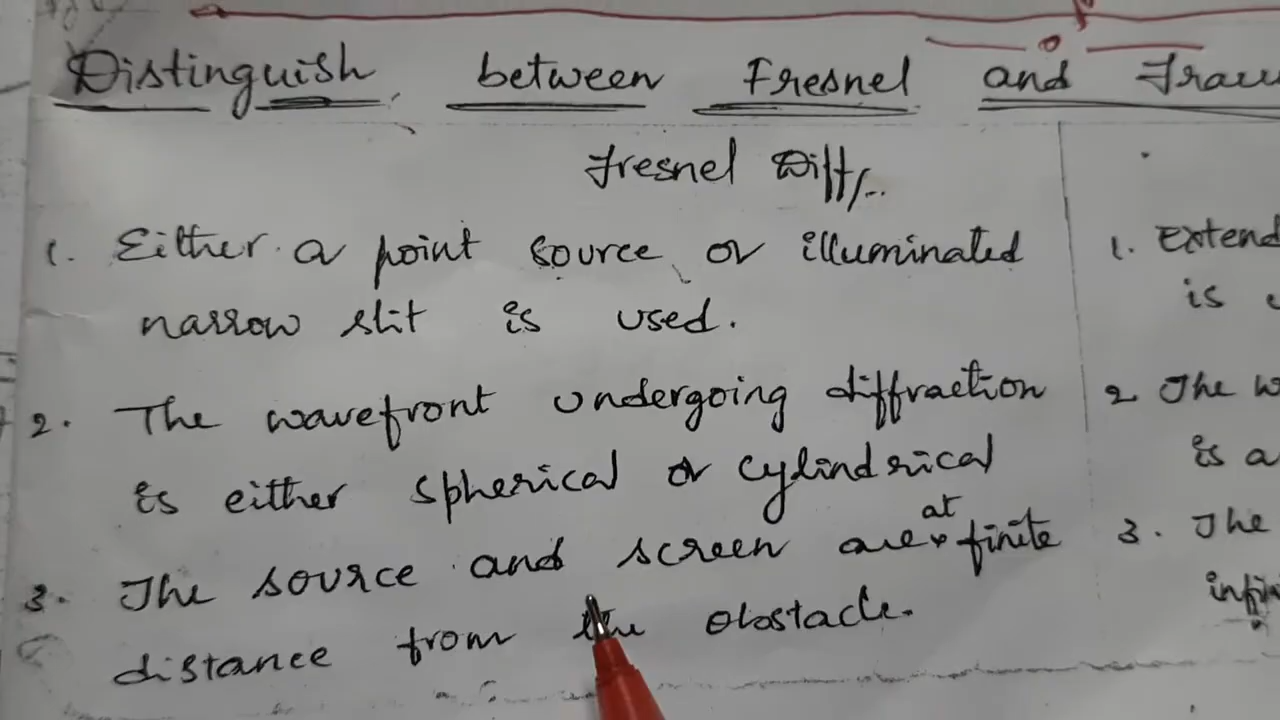 Distinguish between Fresnel and Frau
Fresnel Diff/..
1. Either a point source or illuminated
narrow slit is used.
2. The wavefront undergoing diffraction
is either spherical or cylindrical
3. The source and screen are at finite
distance from the obstacle.
1. Extend
is
2 The w
is a
3. The
infi